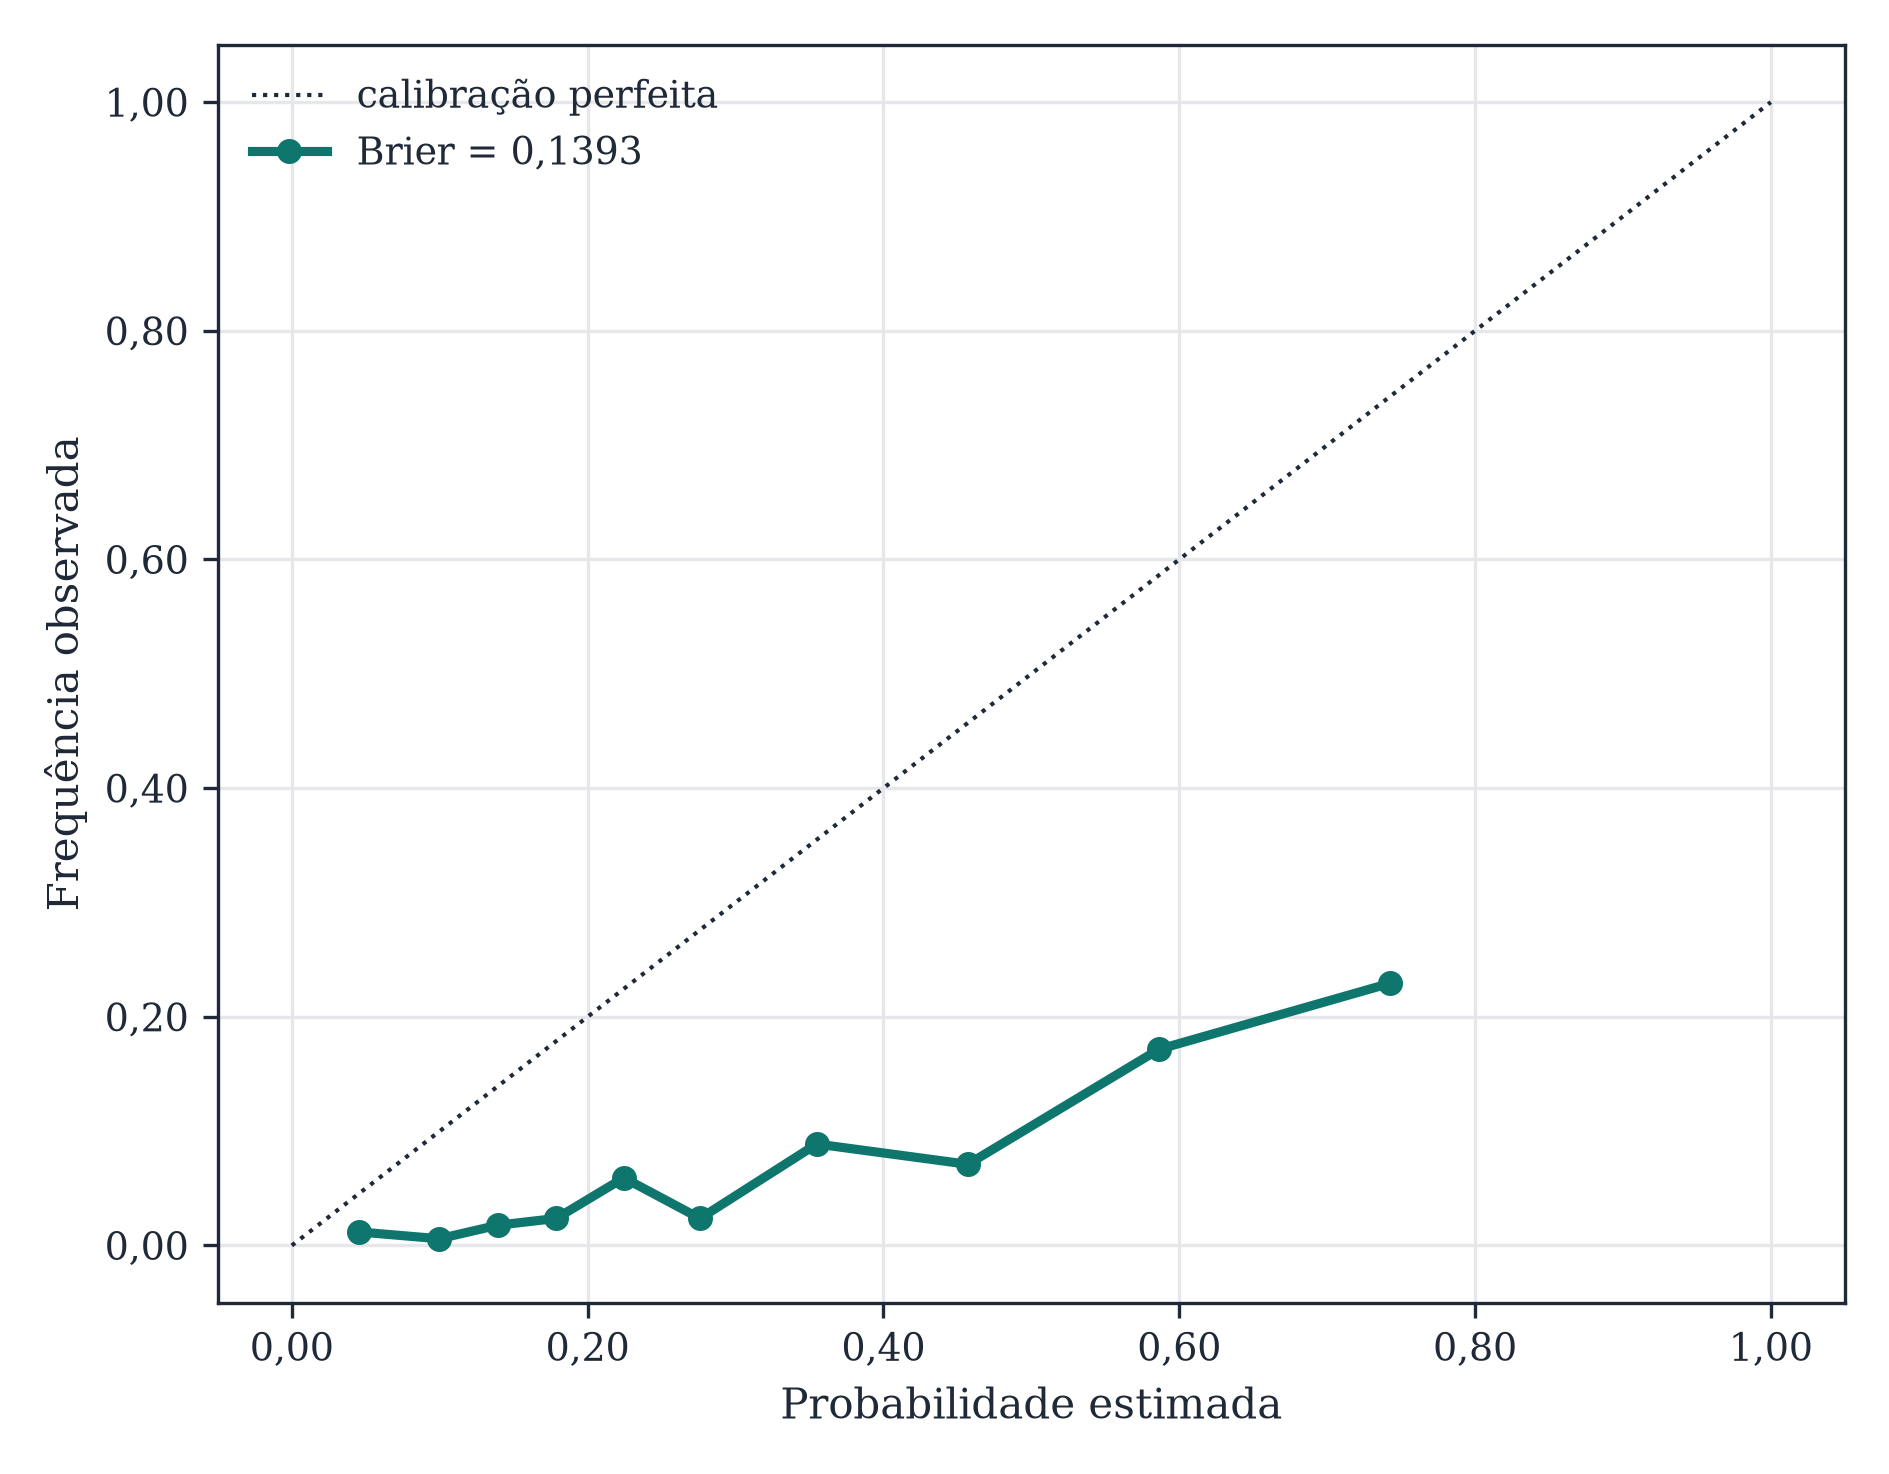 calibração perfeita
Brier = 0,1393
1,00
0,80
0,60
0,40
0,20
0,00
Frequência observada
0,00 0,20 0,40 0,60 0,80 1,00
Probabilidade estimada